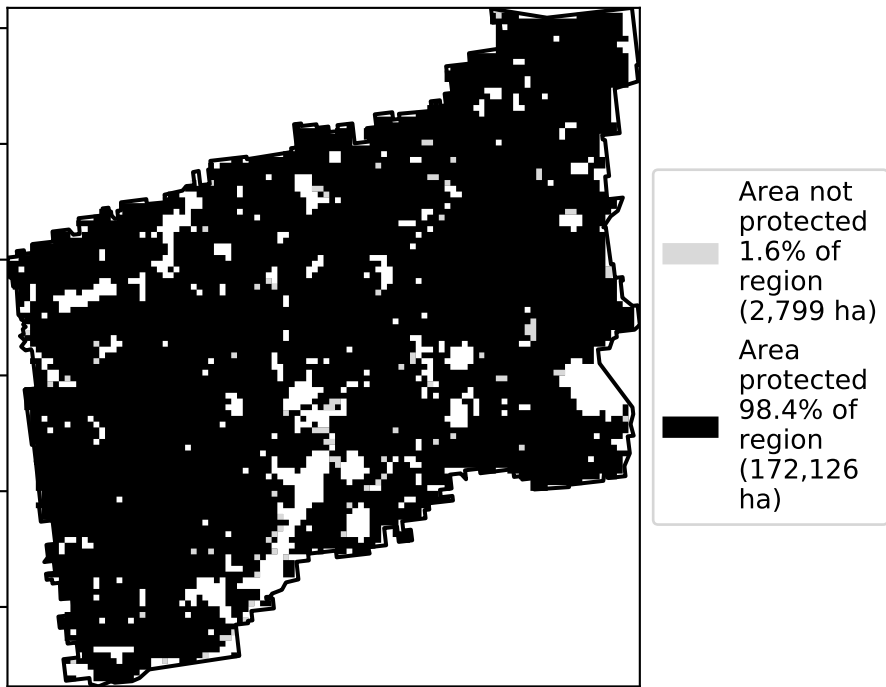 Area not
protected
1.6% of
region
(2,799 ha)
Area
protected
98.4% of
region
(172,126
ha)